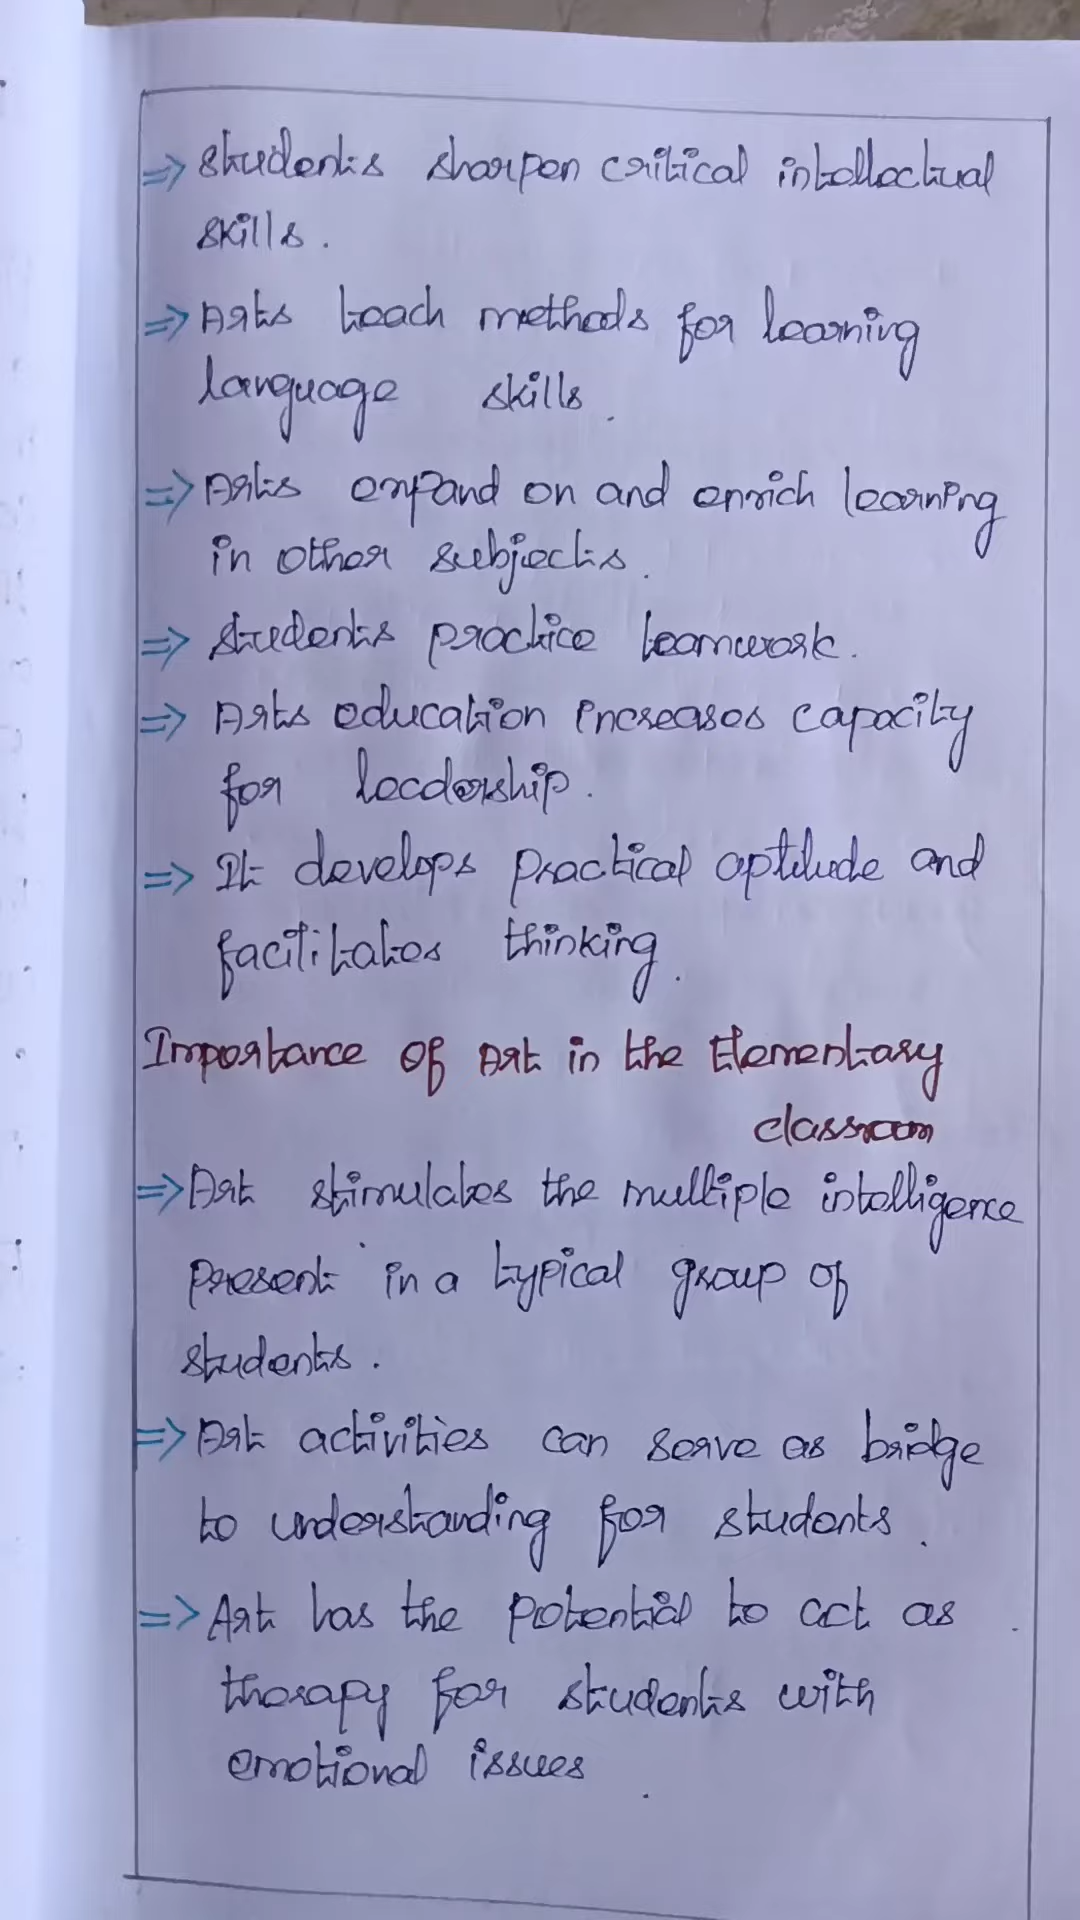 => students sharpen critical intellectual
skills.
=> Arts teach methods for learning
language skills.
=> Arts expand on and enrich learning
in other subjects.
=> students practice teamwork.
=> Arts education increases capacity
for leadership.
=> It develops practical aptitude and
facilitates thinking.
Importance of Art in the Elementary
classroom
=> Art stimulates the multiple intelligence
present in a typical group of
students.
=> Art activities can serve as bridge
to understanding for students.
=> Art has the potential to act as
therapy for students with
emotional issues.